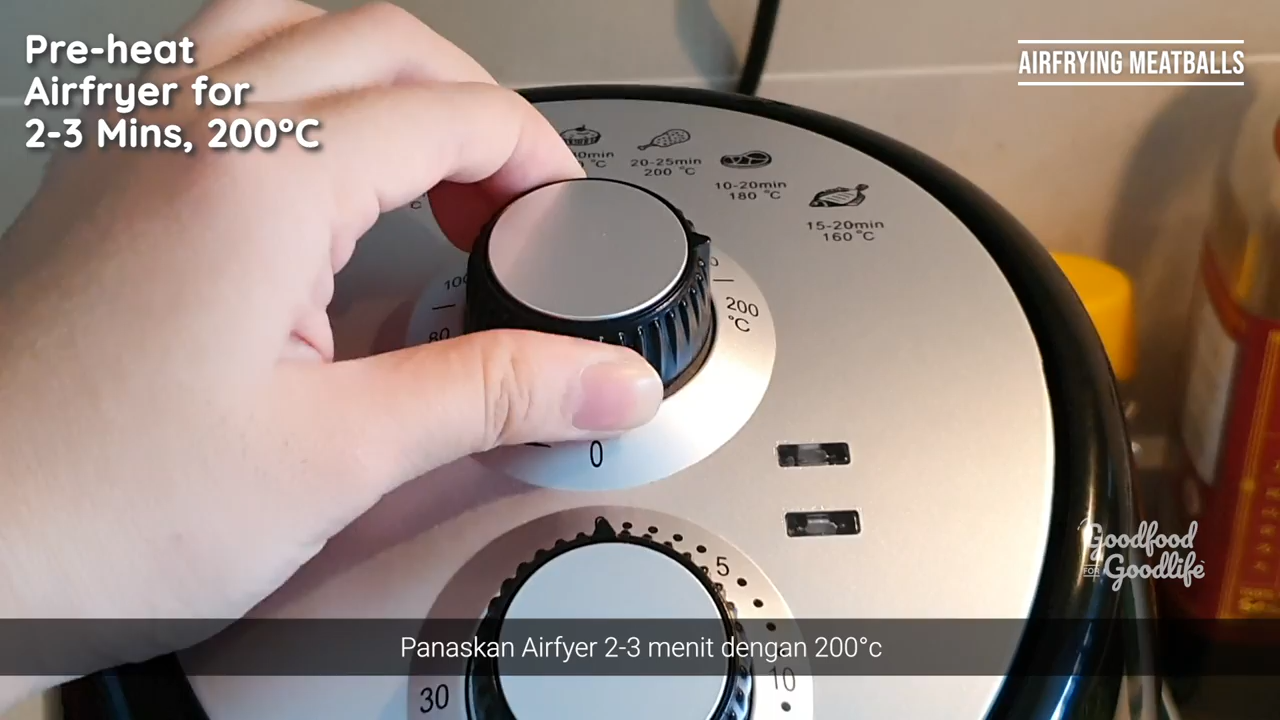 Pre-heat
Airfryer for
2-3 Mins, 200°C
AIRFRYING MEATBALLS
20-25min
200 °C
10-20min
180 °C
15-20min
160 °C
100
80
200
°C
0
5
10
30
Goodfood
FOR Goodlife
Panaskan Airfyer 2-3 menit dengan 200°c